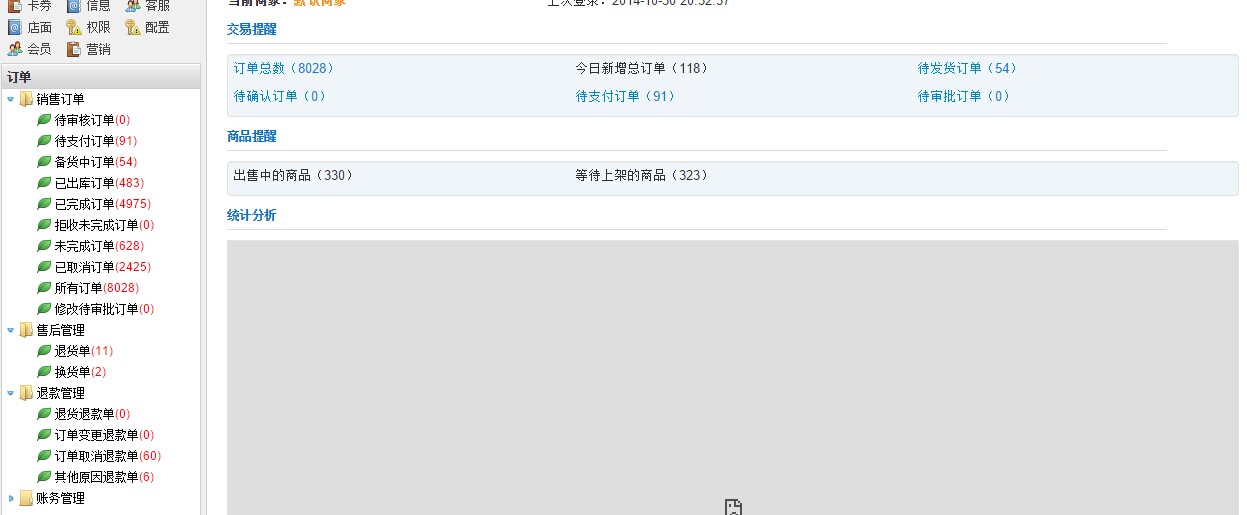 卡券 信息 客服
店面 权限 配置
会员 营销
订单
销售订单
待审核订单(0)
待支付订单(91)
备货中订单(54)
已出库订单(483)
已完成订单(4975)
拒收未完成订单(0)
未完成订单(628)
已取消订单(2425)
所有订单(8028)
修改待审批订单(0)
售后管理
退货单(11)
换货单(2)
退款管理
退货退款单(0)
订单变更退款单(0)
订单取消退款单(60)
其他原因退款单(6)
账务管理
当前商家：默认商家 上次登录：2014-10-30 20:32:37
交易提醒
订单总数（8028） 今日新增总订单（118） 待发货订单（54）
待确认订单（0） 待支付订单（91） 待审批订单（0）
商品提醒
出售中的商品（330） 等待上架的商品（323）
统计分析